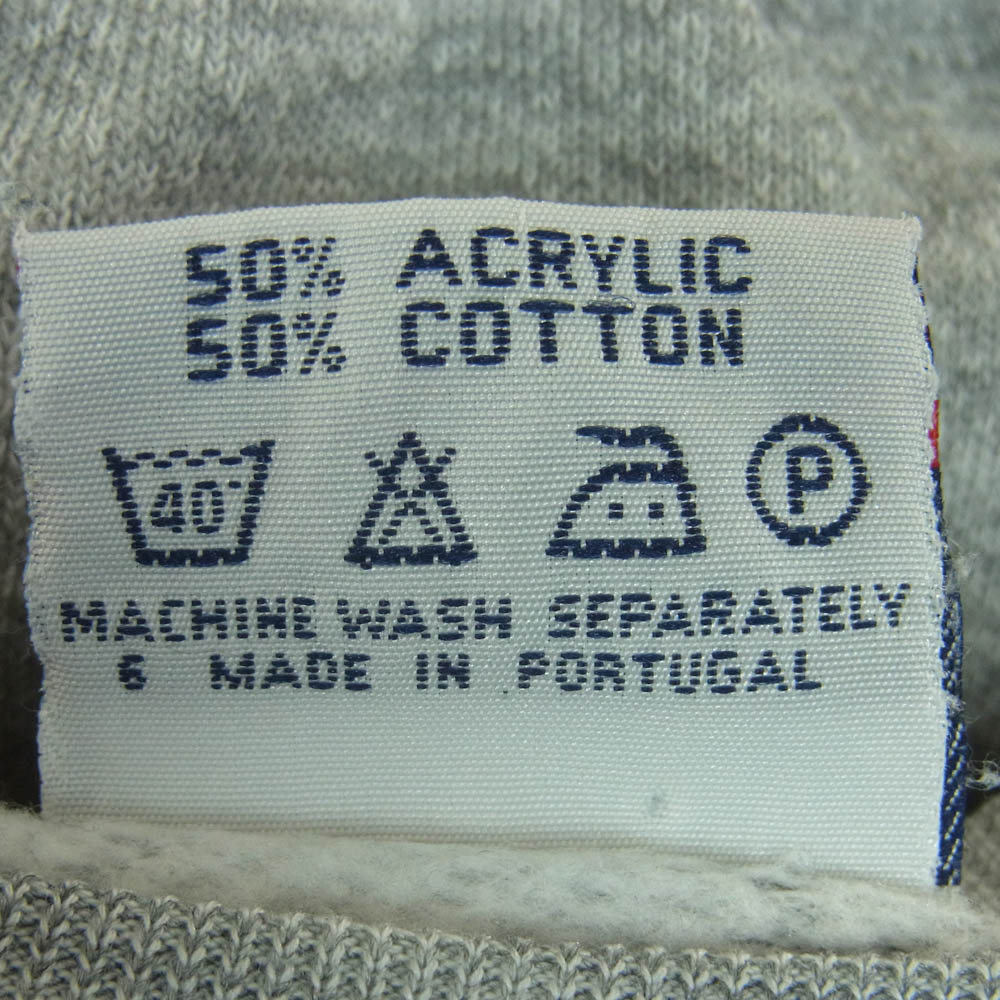 50% ACRYLIC
50% COTTON
40° P
MACHINE WASH SEPARATELY
6 MADE IN PORTUGAL